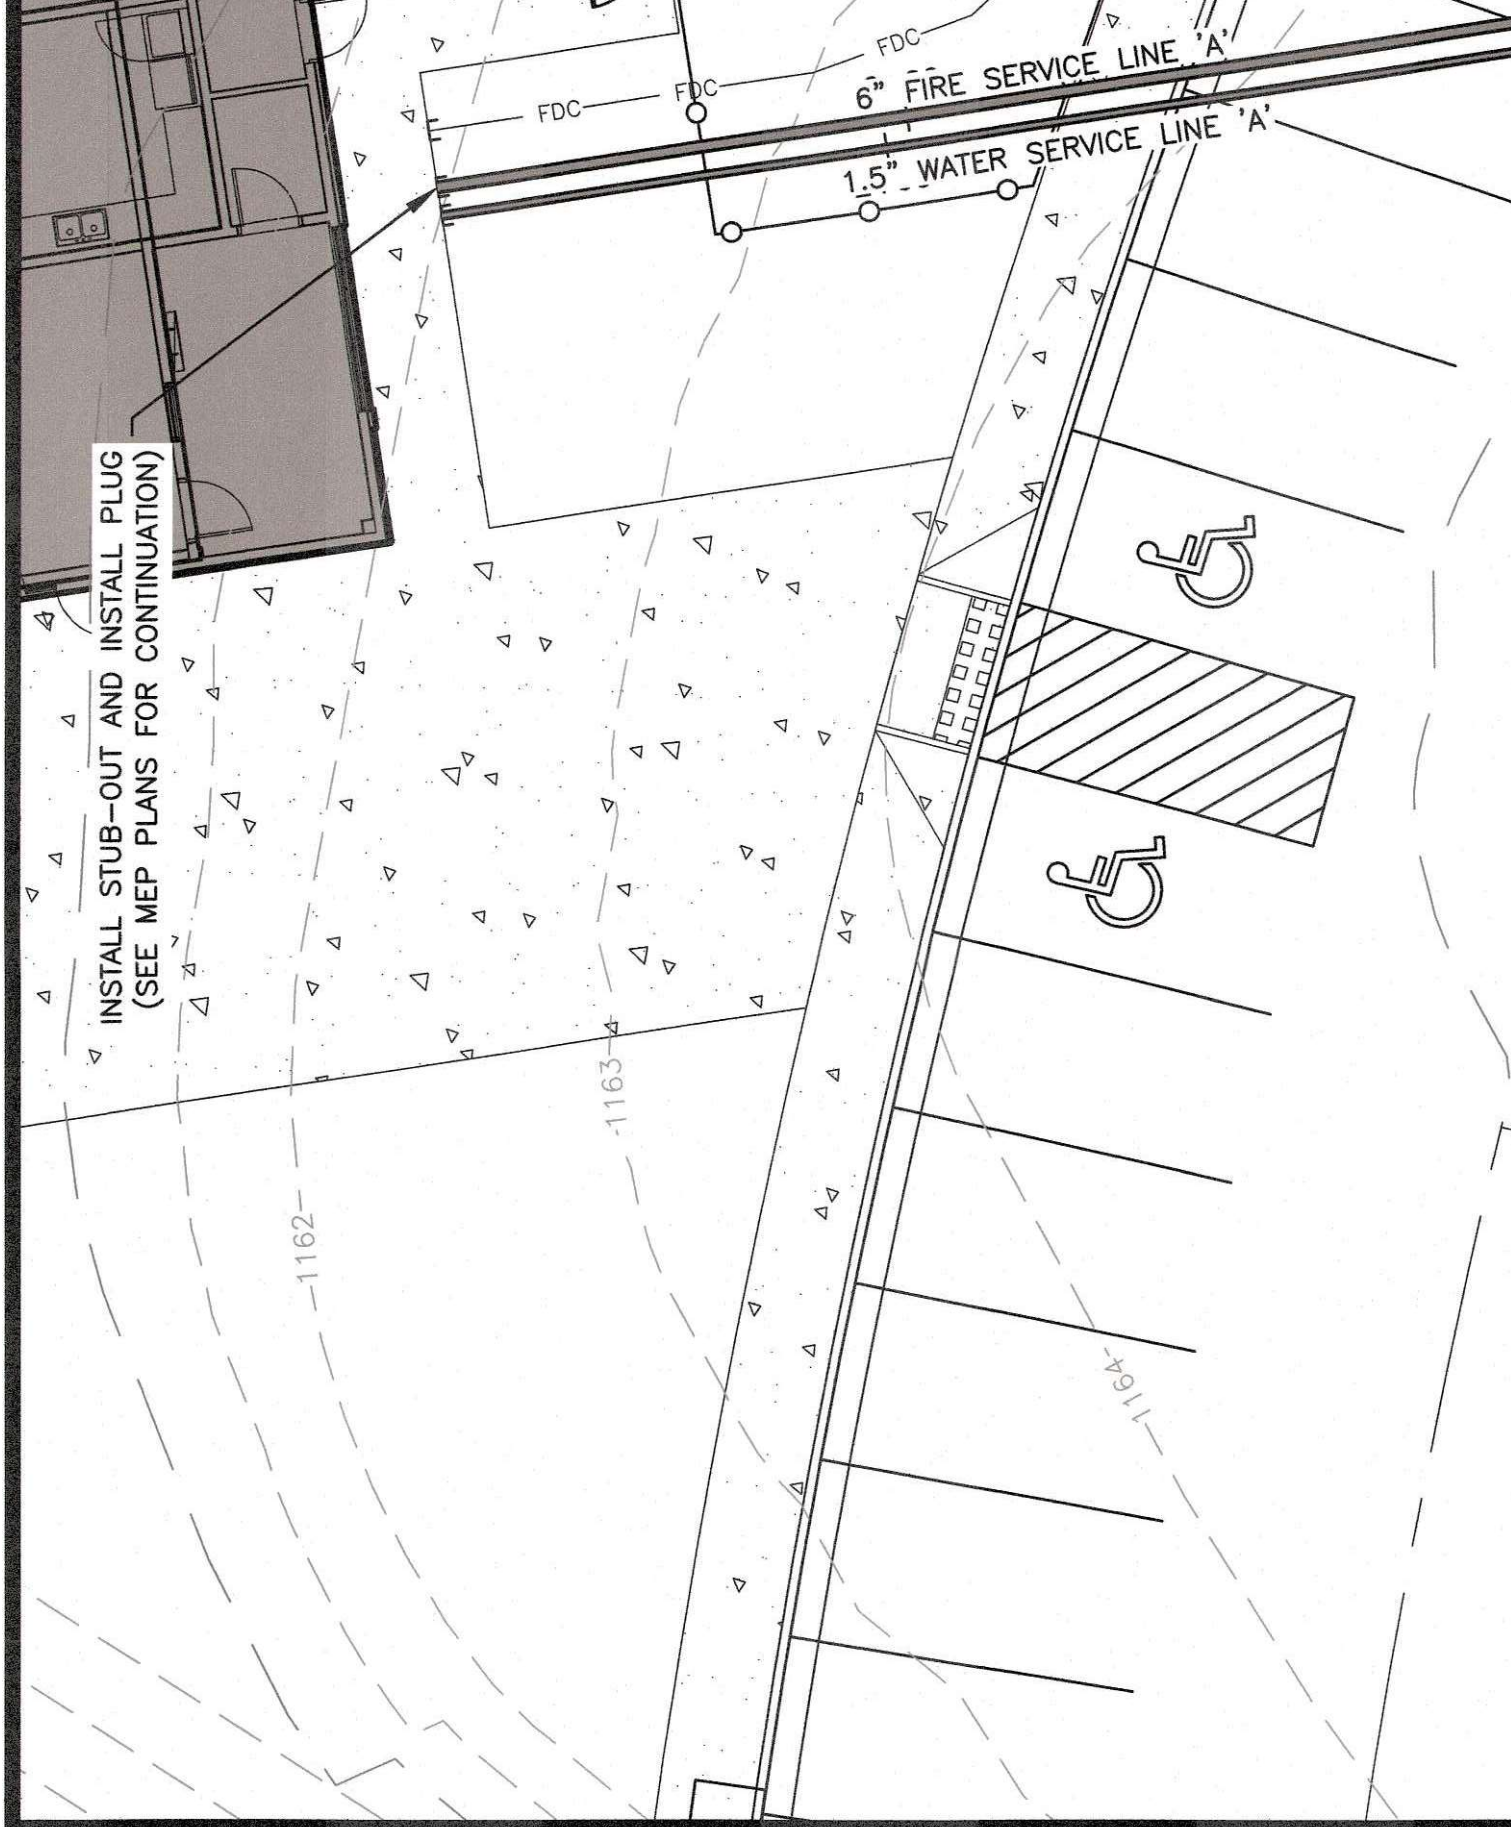 FDC
FDC
FDC
6" FIRE SERVICE LINE 'A'
1.5" WATER SERVICE LINE 'A'
INSTALL STUB-OUT AND INSTALL PLUG
(SEE MEP PLANS FOR CONTINUATION)
1163
1162
1164